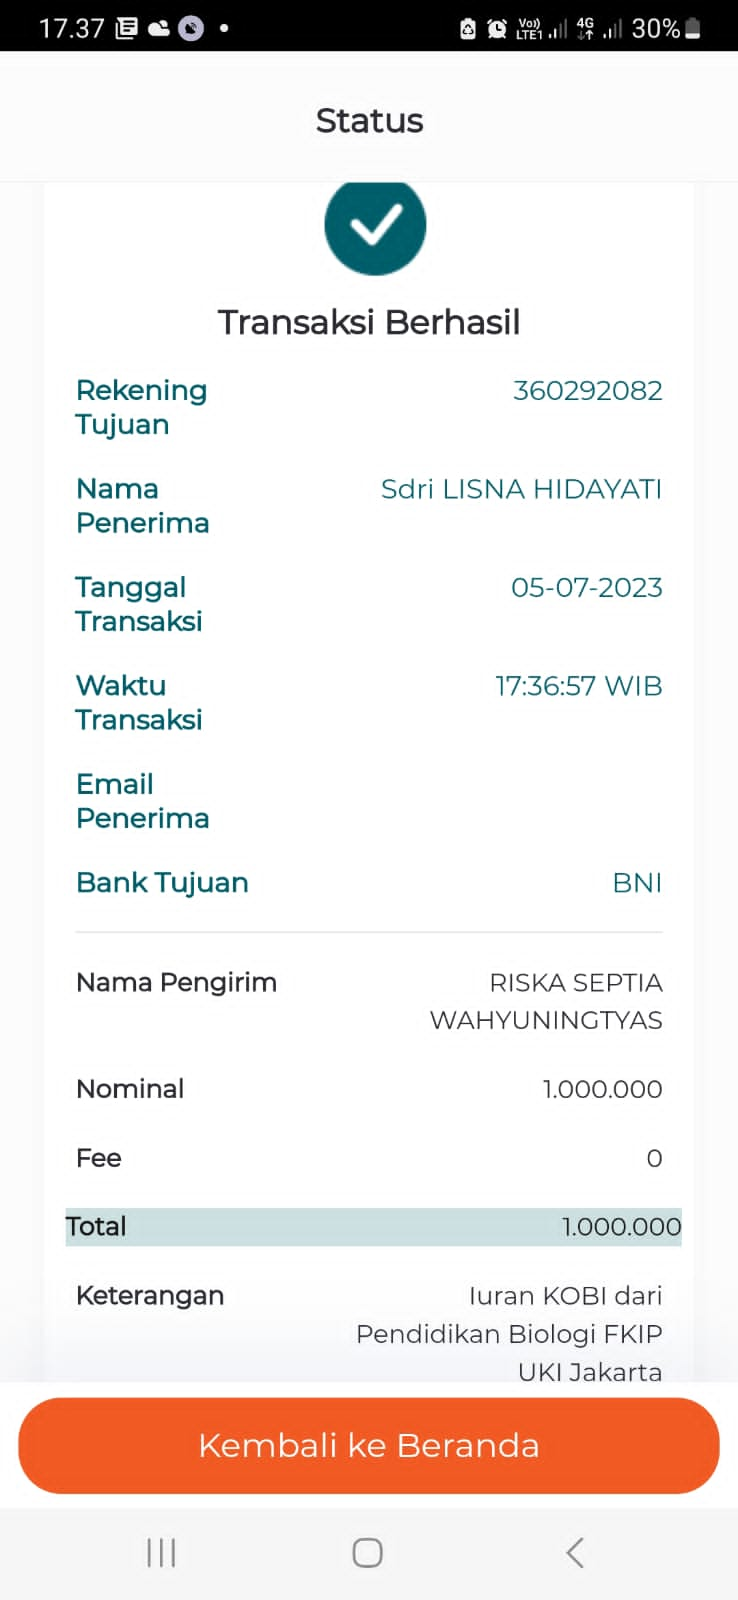 17.37
Vo)) LTE1 4G 30%
Status
Transaksi Berhasil
Rekening Tujuan 360292082
Nama Penerima Sdri LISNA HIDAYATI
Tanggal Transaksi 05-07-2023
Waktu Transaksi 17:36:57 WIB
Email Penerima
Bank Tujuan BNI
Nama Pengirim RISKA SEPTIA
WAHYUNINGTYAS
Nominal 1.000.000
Fee 0
Total 1.000.000
Keterangan Iuran KOBI dari
Pendidikan Biologi FKIP
UKI Jakarta
Kembali ke Beranda